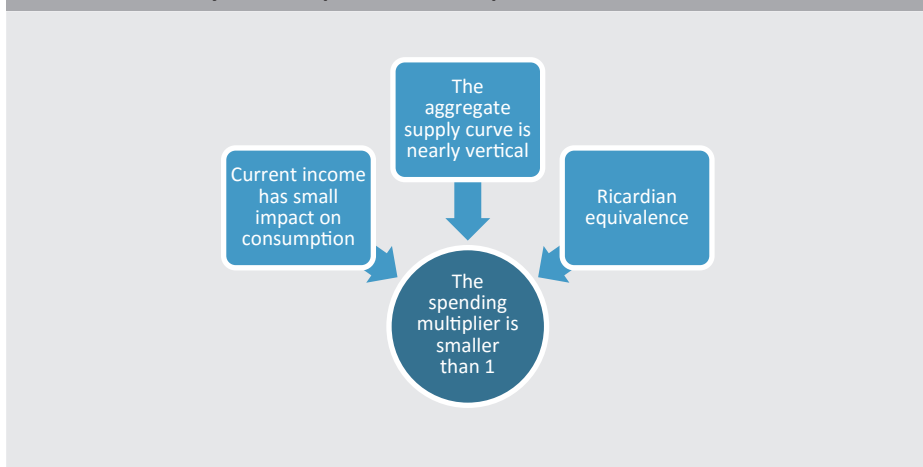 Current income
has small
impact on
consumption
The
aggregate
supply curve is
nearly vertical
Ricardian
equivalence
The
spending
multiplier is
smaller
than 1